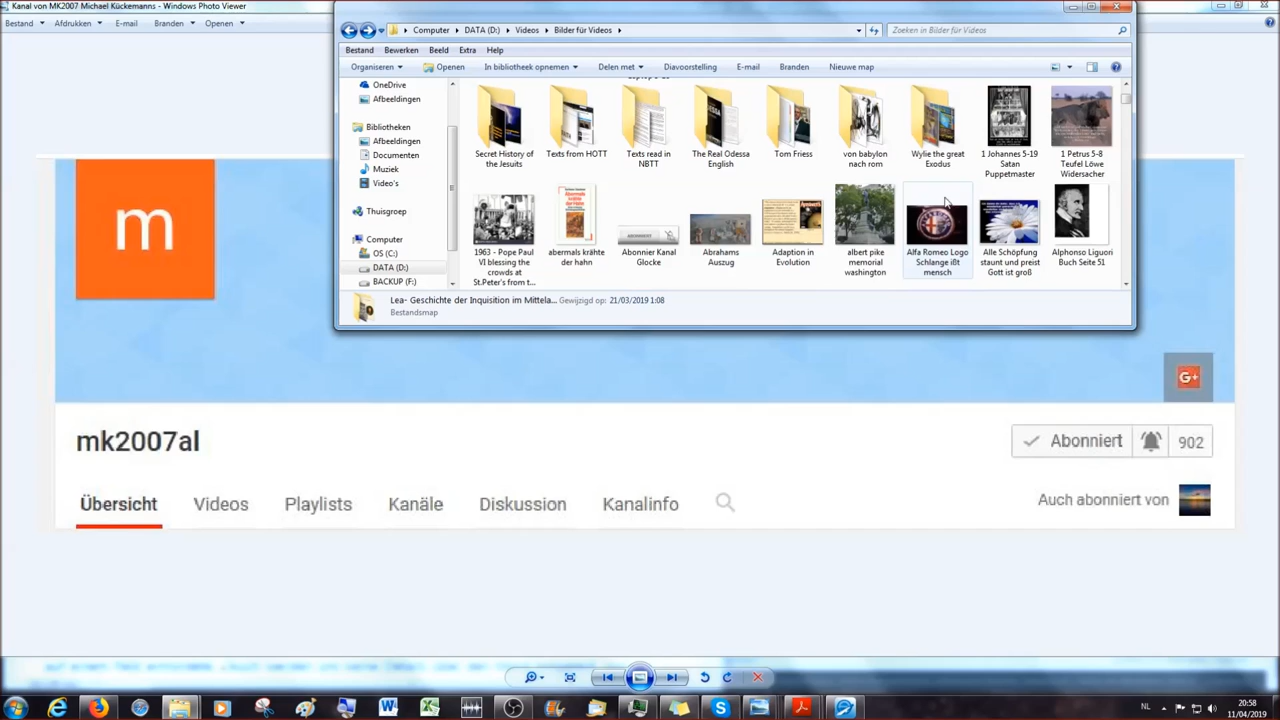 Kanal von MK2007 Michael Kückemanns - Windows Photo Viewer
Bestand Afdrukken E-mail Branden Openen
Computer DATA (D:) Videos Bilder für Videos
Zoeken in Bilder für Videos
Bestand Bewerken Beeld Extra Help
Organiseren Openen In bibliotheek opnemen Delen met Diavoorstelling E-mail Branden Nieuwe map
OneDrive
Afbeeldingen
Bibliotheken
Afbeeldingen
Documenten
Muziek
Video's
Thuisgroep
Computer
OS (C:)
DATA (D:)
BACKUP (F:)
Secret History of
the Jesuits
Texts from HOTT
Texts read in
NBTT
The Real Odessa
English
Tom Friess
von babylon
nach rom
Wylie the great
Exodus
1 Johannes 5-19
Satan
Puppetmaster
1 Petrus 5-8
Teufel Löwe
Widersacher
1963 - Pope Paul
VI blessing the
crowds at
St.Peter's from t...
abermals krähte
der hahn
Abonnier Kanal
Glocke
Abrahams
Auszug
Adaption in
Evolution
albert pike
memorial
washington
Alfa Romeo Logo
Schlange ißt
mensch
Alle Schöpfung
staunt und preist
Gott ist groß
Alphonso Liguori
Buch Seite 51
Lea- Geschichte der Inquisition im Mittela... Gewijzigd op: 21/03/2019 1:08
Bestandsmap
m
G+
mk2007al
Abonniert 902
Übersicht Videos Playlists Kanäle Diskussion Kanalinfo
Auch abonniert von
NL
20:58
11/04/2019